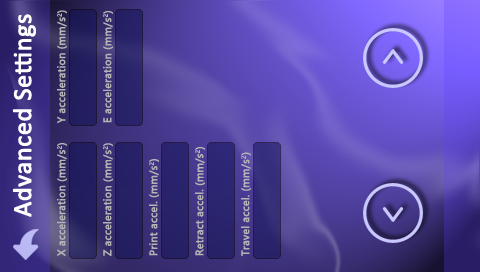 Advanced Settings
X acceleration (mm/s²)
Y acceleration (mm/s²)
Z acceleration (mm/s²)
E acceleration (mm/s²)
Print accel. (mm/s²)
Retract accel. (mm/s²)
Travel accel. (mm/s²)